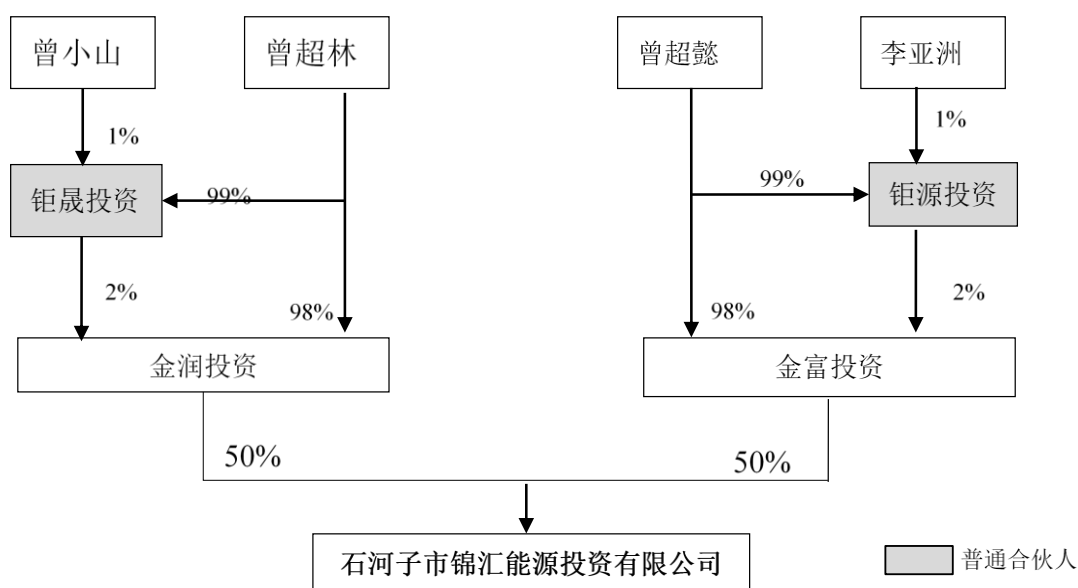 曾小山
曾超林
曾超懿
李亚洲
1%
1%
钜晟投资
99%
99%
钜源投资
2%
98%
98%
2%
金润投资
金富投资
50%
50%
石河子市锦汇能源投资有限公司
普通合伙人